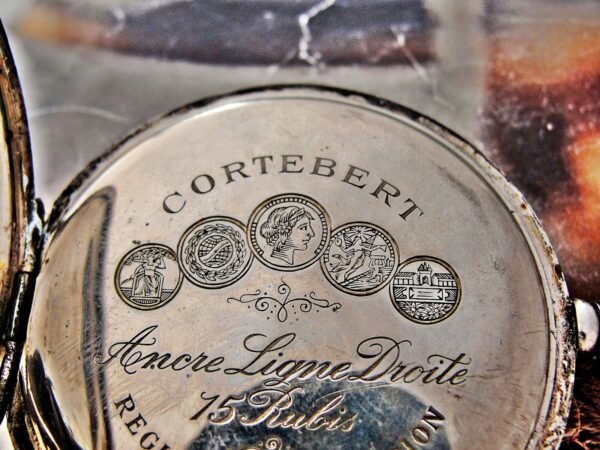 CORTEBERT
Ancre Ligne Droite
15 Rubis